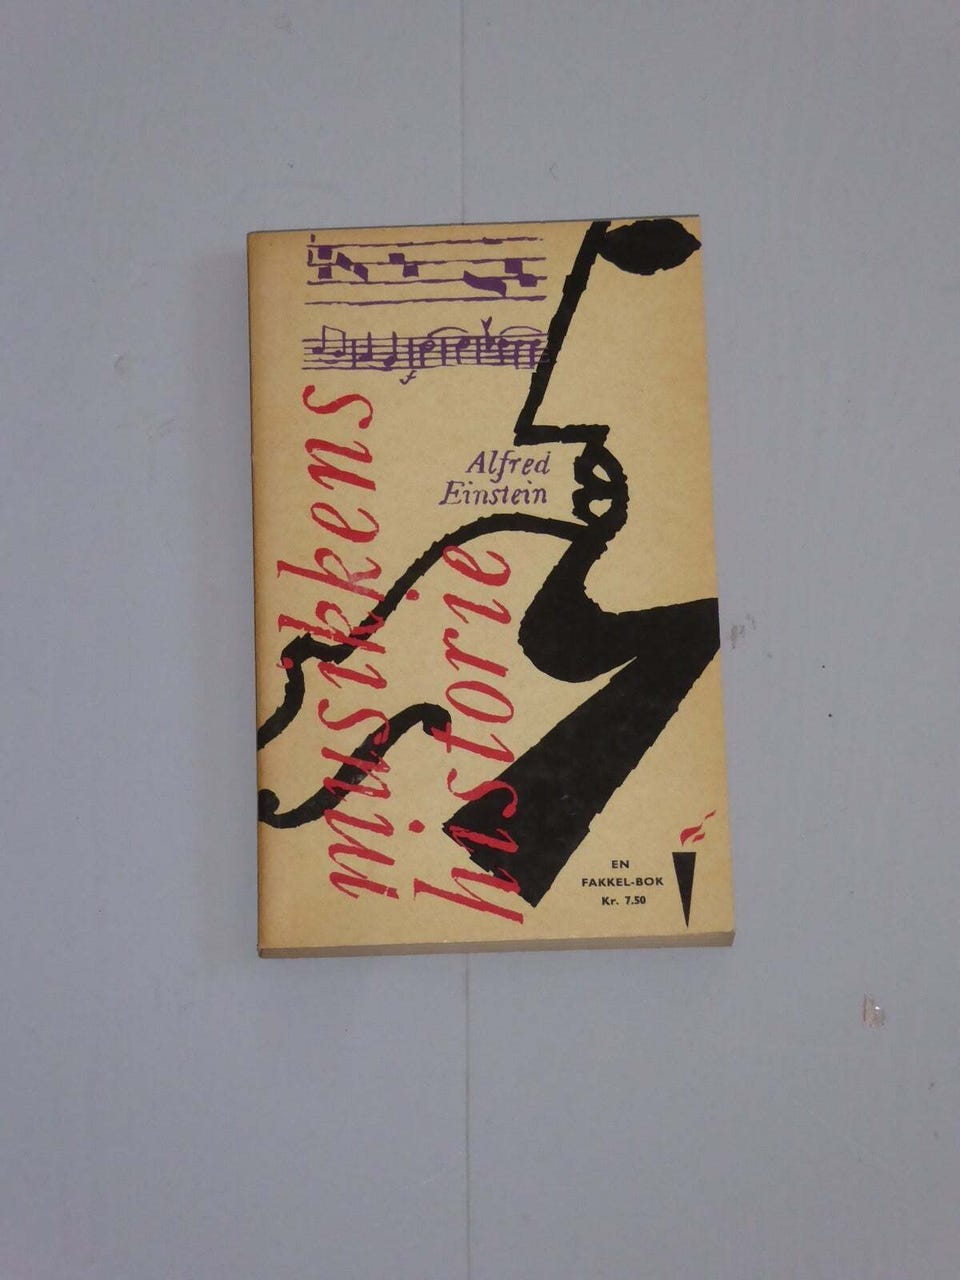 Alfred
Einstein
musikkens
historie
EN
FAKKEL-BOK
Kr. 7.50